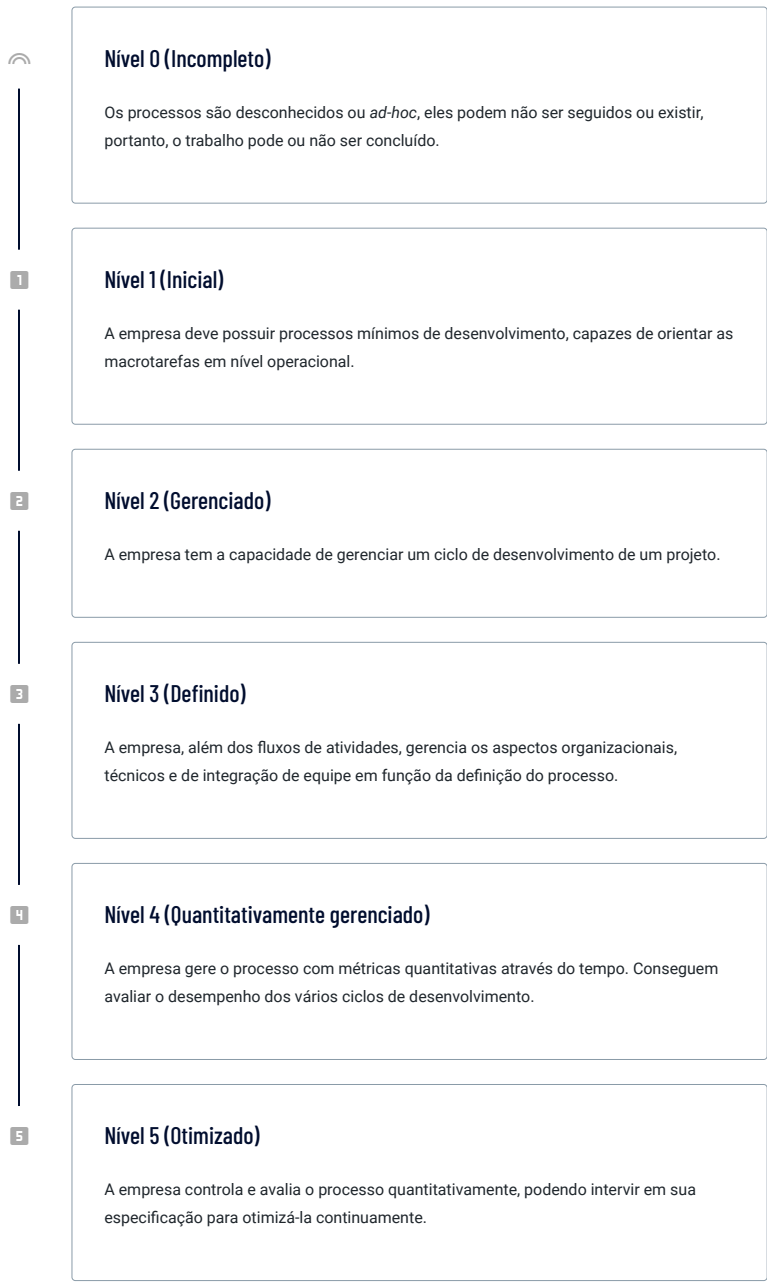 Nível 0 (Incompleto)
Os processos são desconhecidos ou ad-hoc, eles podem não ser seguidos ou existir,
portanto, o trabalho pode ou não ser concluído.
1
Nível 1 (Inicial)
A empresa deve possuir processos mínimos de desenvolvimento, capazes de orientar as
macrotarefas em nível operacional.
2
Nível 2 (Gerenciado)
A empresa tem a capacidade de gerenciar um ciclo de desenvolvimento de um projeto.
3
Nível 3 (Definido)
A empresa, além dos fluxos de atividades, gerencia os aspectos organizacionais,
técnicos e de integração de equipe em função da definição do processo.
4
Nível 4 (Quantitativamente gerenciado)
A empresa gere o processo com métricas quantitativas através do tempo. Conseguem
avaliar o desempenho dos vários ciclos de desenvolvimento.
5
Nível 5 (Otimizado)
A empresa controla e avalia o processo quantitativamente, podendo intervir em sua
especificação para otimizá-la continuamente.